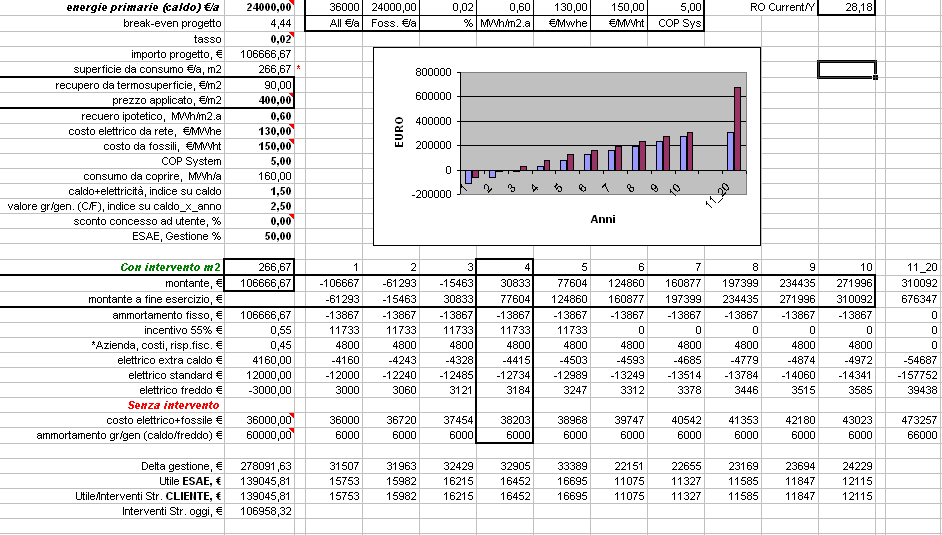 energie primarie (caldo) €/a 24000,00 36000 24000,00 0,02 0,60 130,00 150,00 5,00 RO Current/Y 28,18
break-even progetto 4,44 All €/a Foss. €/a % MWh/m2.a €/Mwhe €/MWht COP Sys
tasso 0,02
importo progetto, € 106666,67
superficie da consumo €/a, m2 266,67 *
recupero da termosuperficie, €/m2 90,00
prezzo applicato, €/m2 400,00
recuero ipotetico, MWh/m2.a 0,60
costo elettrico da rete, €/MWhe 130,00
costo da fossili, €/MWht 150,00
COP System 5,00
consumo da coprire, MWh/a 160,00
caldo+elettricità, indice su caldo 1,50
valore gr/gen. (C/F), indice su caldo_x_anno 2,50
sconto concesso ad utente, % 0,00
ESAE, Gestione % 50,00
800000
600000
400000
200000
0
-200000
EURO
1 2 3 4 5 6 7 8 9 10 11_20
Anni
Con intervento m2 266,67 1 2 3 4 5 6 7 8 9 10 11_20
montante, € 106666,67 -106667 -61293 -15463 30833 77604 124860 160877 197399 234435 271996 310092
montante a fine esercizio, € -61293 -15463 30833 77604 124860 160877 197399 234435 271996 310092 676347
ammortamento fisso, € 106666,67 -13867 -13867 -13867 -13867 -13867 -13867 -13867 -13867 -13867 -13867 0
incentivo 55% € 0,55 11733 11733 11733 11733 11733 0 0 0 0 0 0
*Azienda, costi, risp.fisc. € 0,45 4800 4800 4800 4800 4800 4800 4800 4800 4800 4800 0
elettrico extra caldo € 4160,00 -4160 -4243 -4328 -4415 -4503 -4593 -4685 -4779 -4874 -4972 -54687
elettrico standard € 12000,00 -12000 -12240 -12485 -12734 -12989 -13249 -13514 -13784 -14060 -14341 -157752
elettrico freddo € -3000,00 3000 3060 3121 3184 3247 3312 3378 3446 3515 3585 39438
Senza intervento
costo elettrico+fossile € 36000,00 36000 36720 37454 38203 38968 39747 40542 41353 42180 43023 473257
ammortamento gr/gen (caldo/freddo) € 60000,00 6000 6000 6000 6000 6000 6000 6000 6000 6000 6000 66000
Delta gestione, € 278091,63 31507 31963 32429 32905 33389 22151 22655 23169 23694 24229
Utile ESAE, € 139045,81 15753 15982 16215 16452 16695 11075 11327 11585 11847 12115
Utile/Interventi Str. CLIENTE, € 139045,81 15753 15982 16215 16452 16695 11075 11327 11585 11847 12115
Interventi Str. oggi, € 106958,32